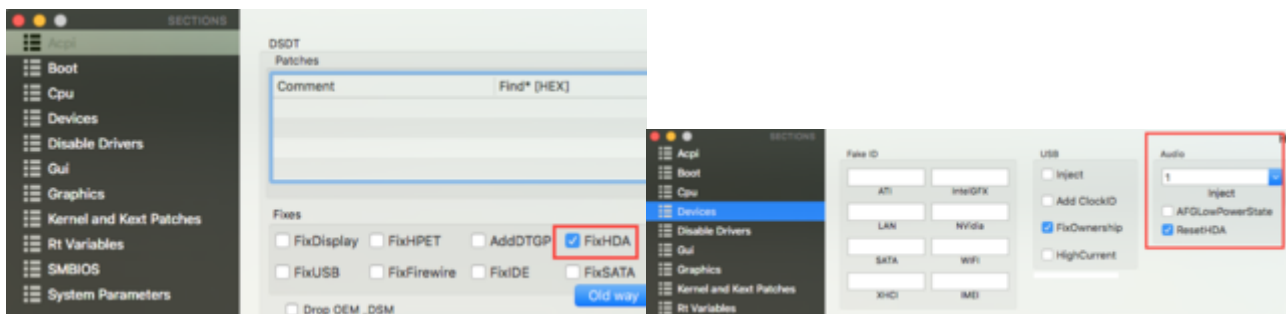 SECTIONS
Acpi
Boot
Cpu
Devices
Disable Drivers
Gui
Graphics
Kernel and Kext Patches
Rt Variables
SMBIOS
System Parameters
DSDT
Patches
Comment Find* [HEX]
Fixes
FixDisplay FixHPET AddDTGP FixHDA
FixUSB FixFirewire FixIDE FixSATA
Old way
Drop OEM _DSM
SECTIONS
Acpi
Boot
Cpu
Devices
Disable Drivers
Gui
Graphics
Kernel and Kext Patches
Rt Variables
Fake ID
ATI IntelGFX
LAN NVidia
SATA WiFi
XHCI IMEI
USB
Inject
Add ClockID
FixOwnership
HighCurrent
Audio
1
Inject
AFGLowPowerState
ResetHDA